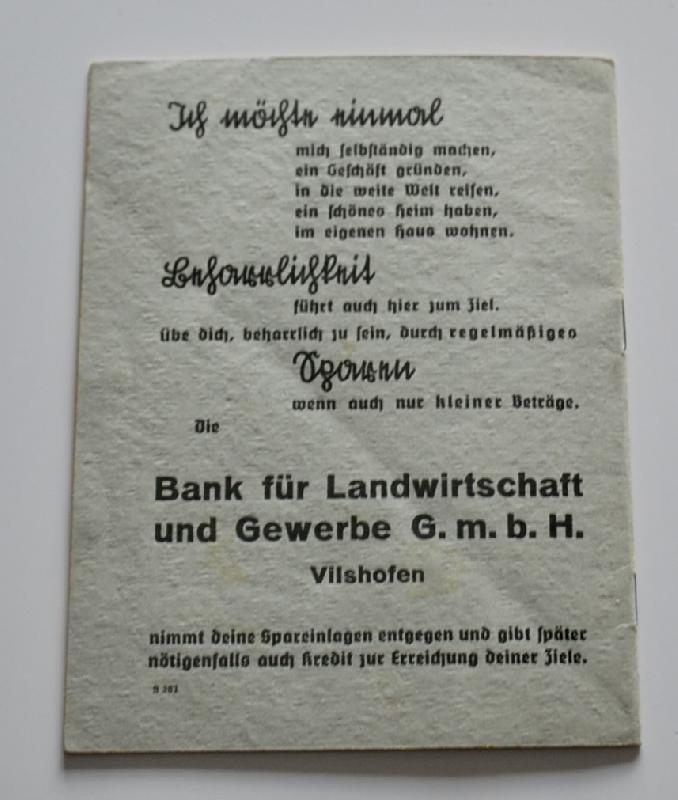 Ich möchte einmal
mich selbständig machen,
ein Geschäft gründen,
in die weite Welt reisen,
ein schönes Heim haben,
im eigenen Haus wohnen.
Beharrlichkeit
führt auch hier zum Ziel.
Übe dich, beharrlich zu sein, durch regelmäßiges
Sparen
wenn auch nur kleiner Beträge.
Die
Bank für Landwirtschaft
und Gewerbe G. m. b. H.
Vilshofen
nimmt deine Spareinlagen entgegen und gibt später
nötigenfalls auch Kredit zur Erreichung deiner Ziele.